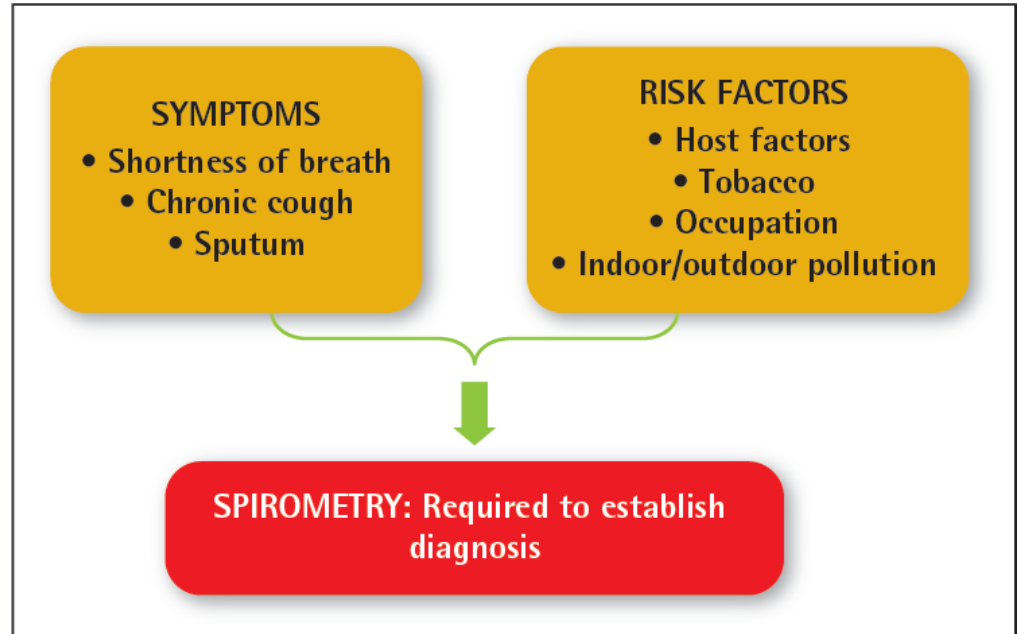 SYMPTOMS
• Shortness of breath
• Chronic cough
• Sputum
RISK FACTORS
• Host factors
• Tobacco
• Occupation
• Indoor/outdoor pollution
SPIROMETRY: Required to establish
diagnosis